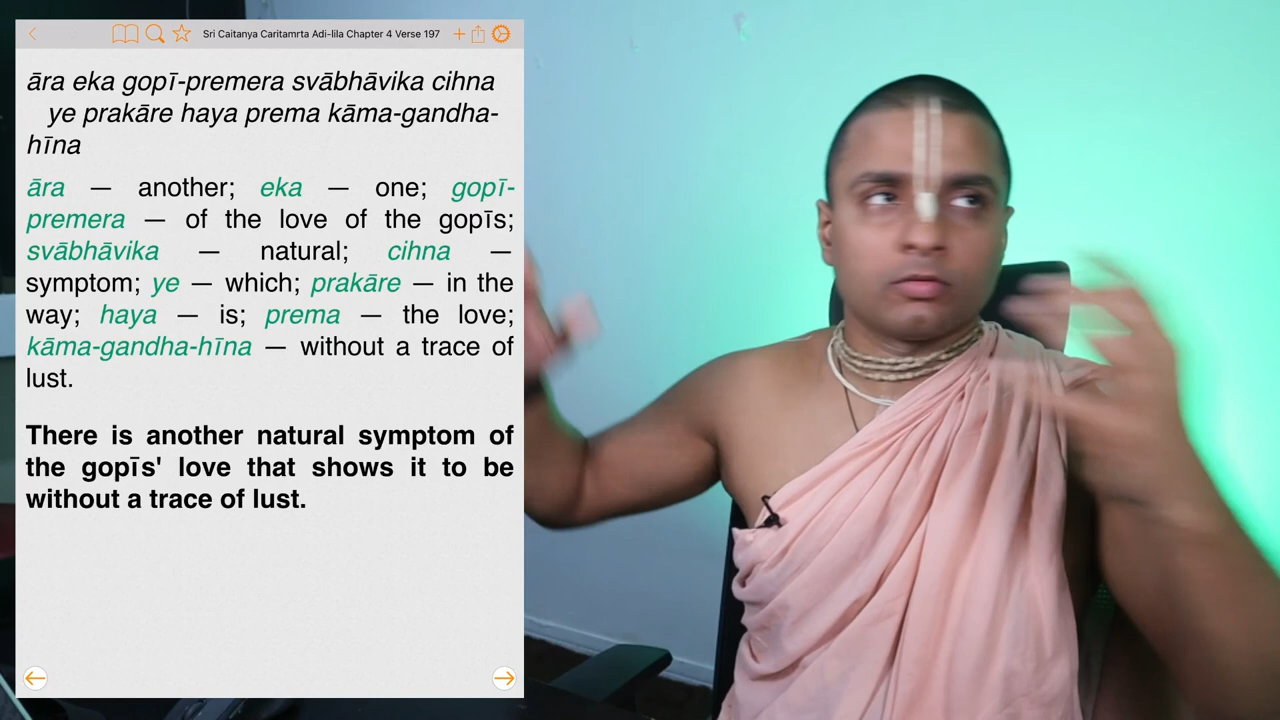 Sri Caitanya Caritamrta Adi-lila Chapter 4 Verse 197
āra eka gopī-premera svābhāvika cihna
ye prakāre haya prema kāma-gandha-
hīna
āra — another; eka — one; gopī-
premera — of the love of the gopīs;
svābhāvika — natural; cihna —
symptom; ye — which; prakāre — in the
way; haya — is; prema — the love;
kāma-gandha-hīna — without a trace of
lust.
There is another natural symptom of
the gopīs' love that shows it to be
without a trace of lust.